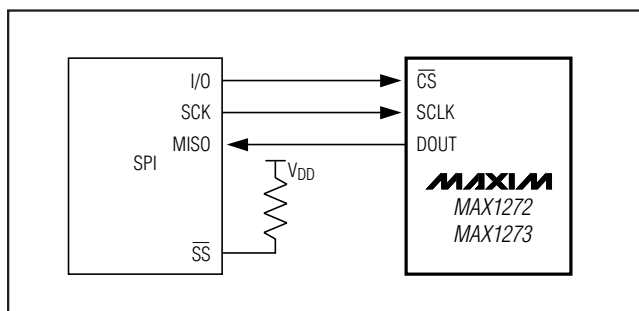 I/O
SCK
MISO
SPI
VDD
SS
CS
SCLK
DOUT
MAXIM
MAX1272
MAX1273